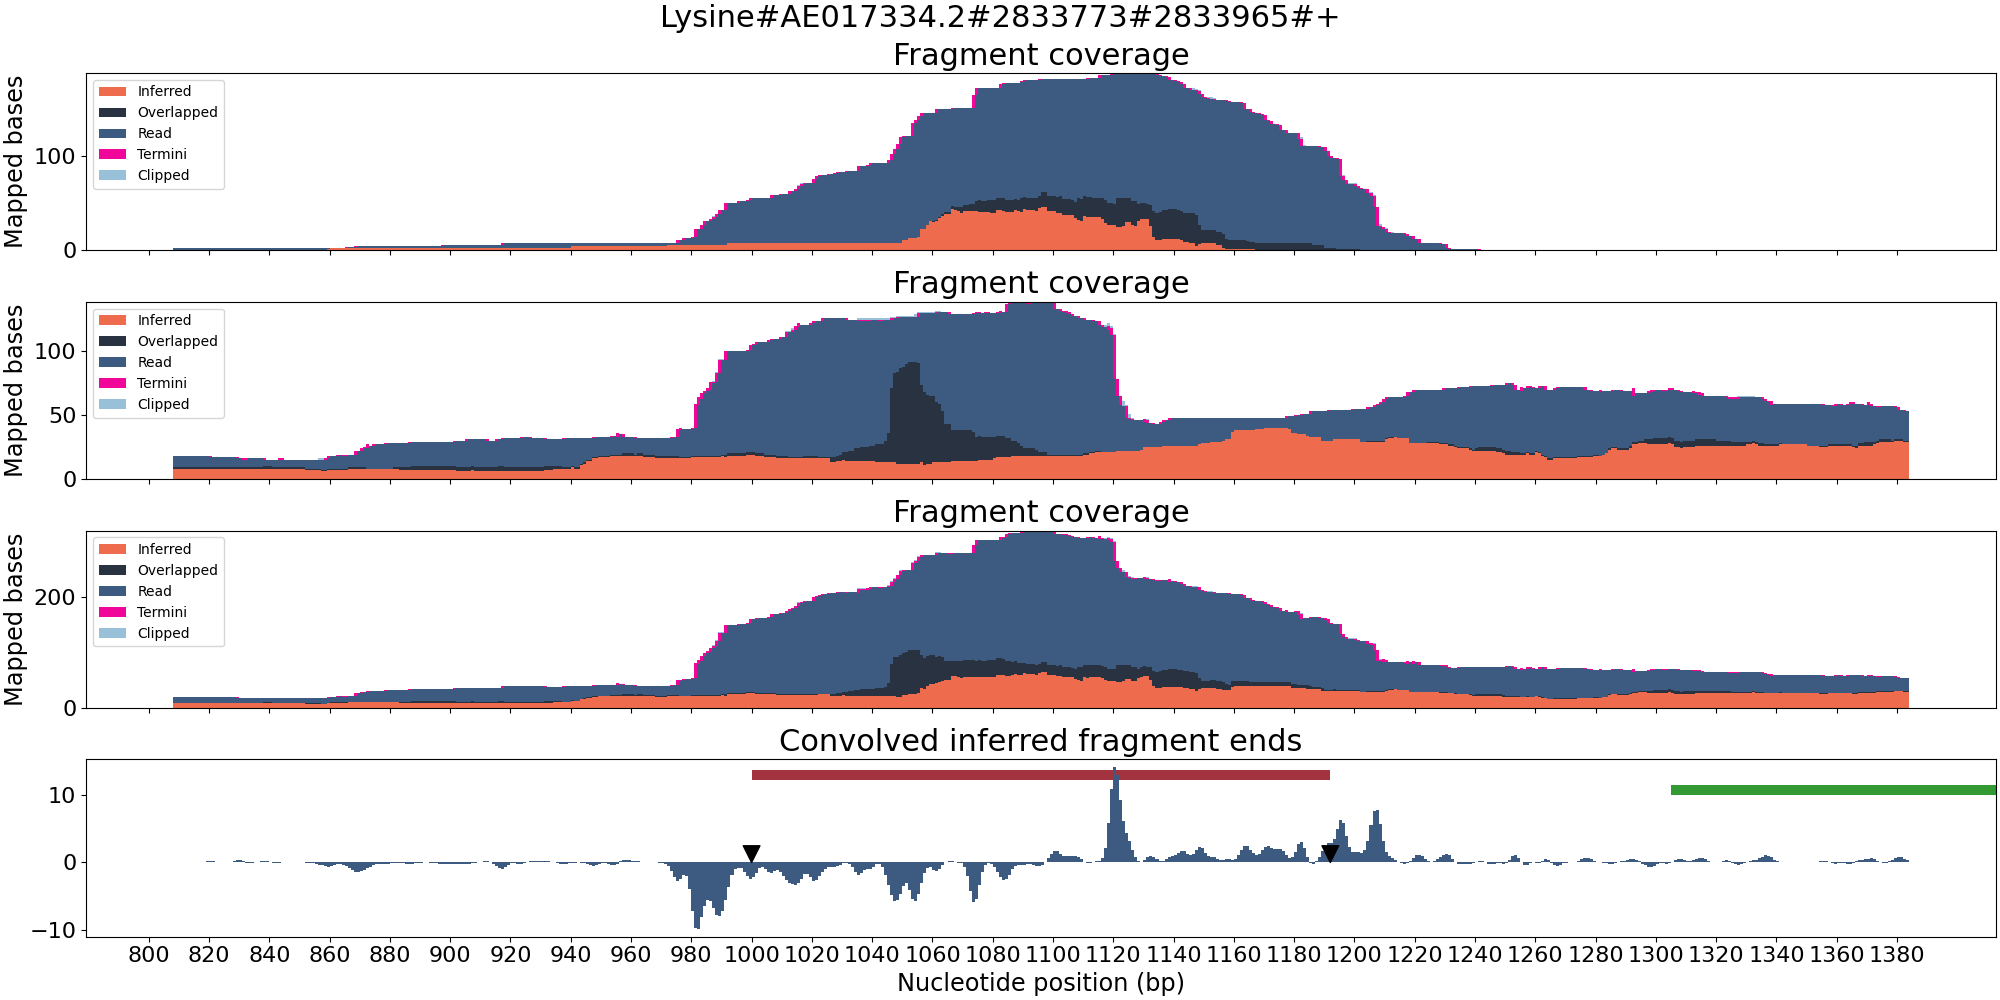 Lysine#AE017334.2#2833773#2833965#+
Fragment coverage
Mapped bases
100
0
Inferred
Overlapped
Read
Termini
Clipped
Fragment coverage
Mapped bases
100
50
0
Inferred
Overlapped
Read
Termini
Clipped
Fragment coverage
Mapped bases
200
0
Inferred
Overlapped
Read
Termini
Clipped
Convolved inferred fragment ends
10
0
−10
800 820 840 860 880 900 920 940 960 980 1000 1020 1040 1060 1080 1100 1120 1140 1160 1180 1200 1220 1240 1260 1280 1300 1320 1340 1360 1380
Nucleotide position (bp)